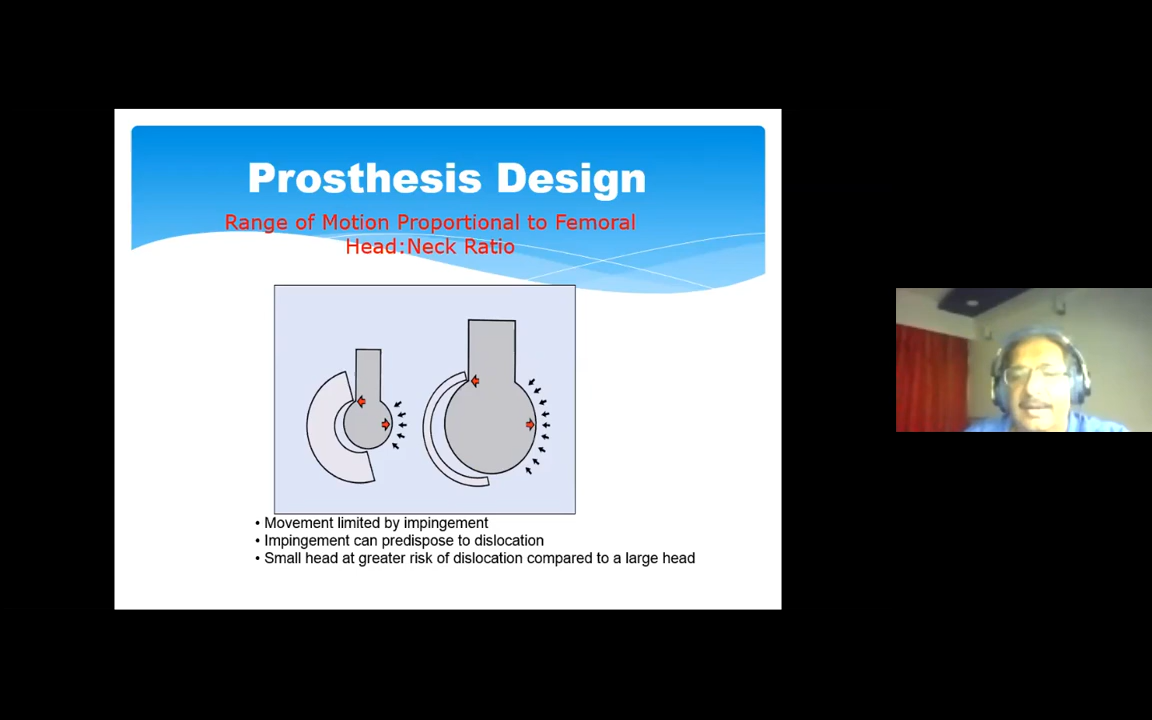 Prosthesis Design
Range of Motion Proportional to Femoral
Head:Neck Ratio
• Movement limited by impingement
• Impingement can predispose to dislocation
• Small head at greater risk of dislocation compared to a large head